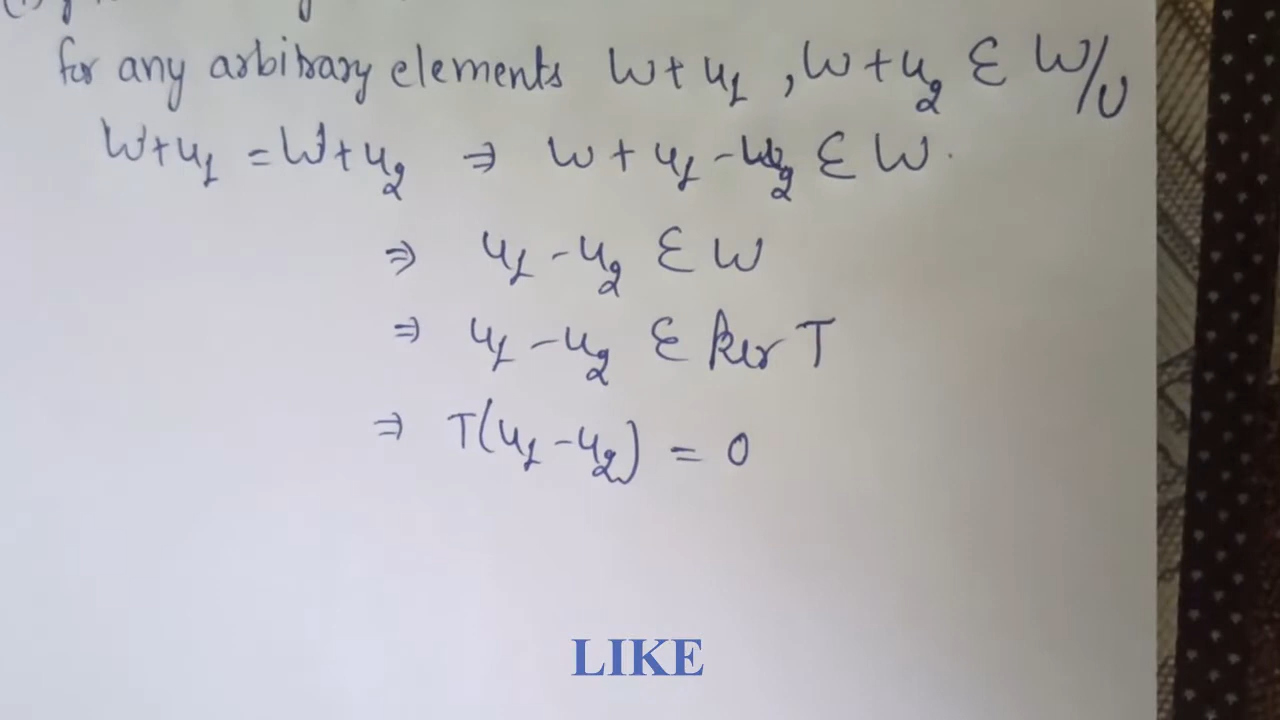 for any arbitrary elements W+u₁, W+u₂ Ɛ W/U
W+u₁ = W+u₂ ⇒ W+u₁-u₂ Ɛ W.
⇒ u₁-u₂ Ɛ W
⇒ u₁-u₂ Ɛ ker T
⇒ T(u₁-u₂) = 0
LIKE